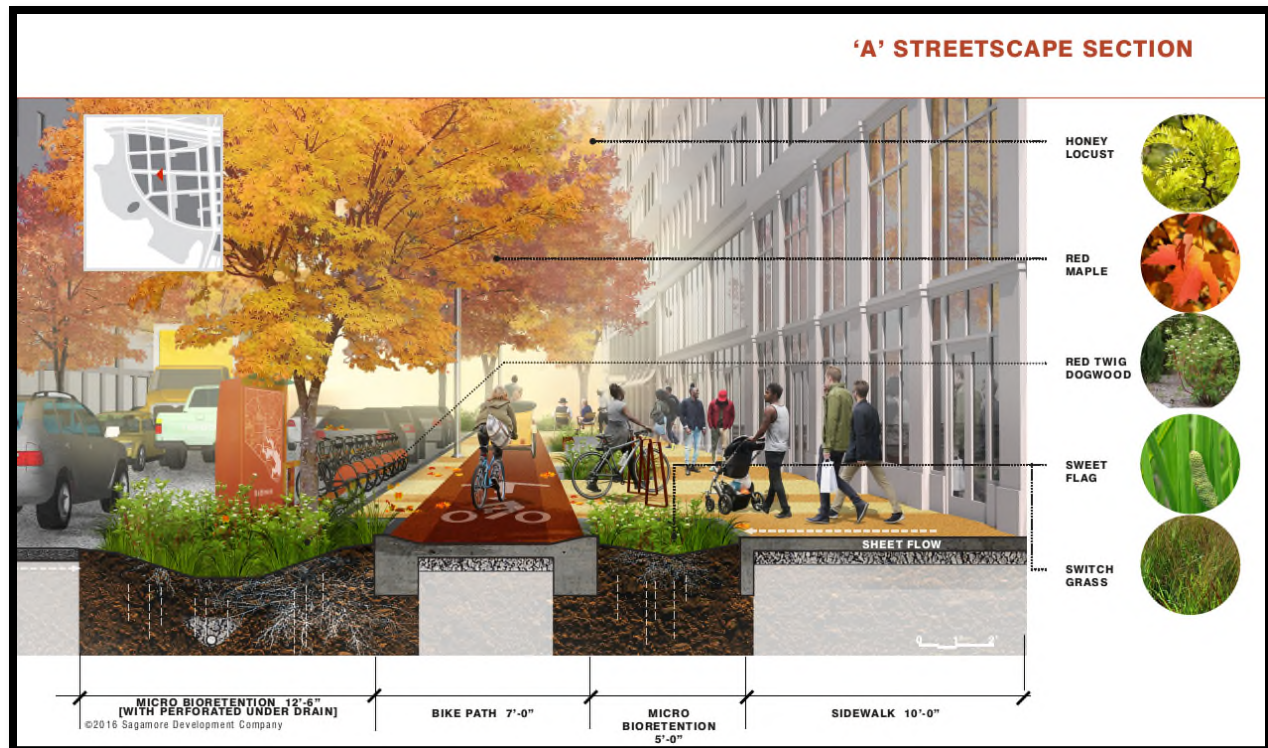 ‘A’ STREETSCAPE SECTION
HONEY
LOCUST
RED
MAPLE
RED TWIG
DOGWOOD
SWEET
FLAG
SHEET FLOW
SWITCH
GRASS
MICRO BIORETENTION 12'-6"
[WITH PERFORATED UNDER DRAIN]
©2016 Sagamore Development Company
BIKE PATH 7'-0"
MICRO
BIORETENTION
5'-0"
SIDEWALK 10'-0"